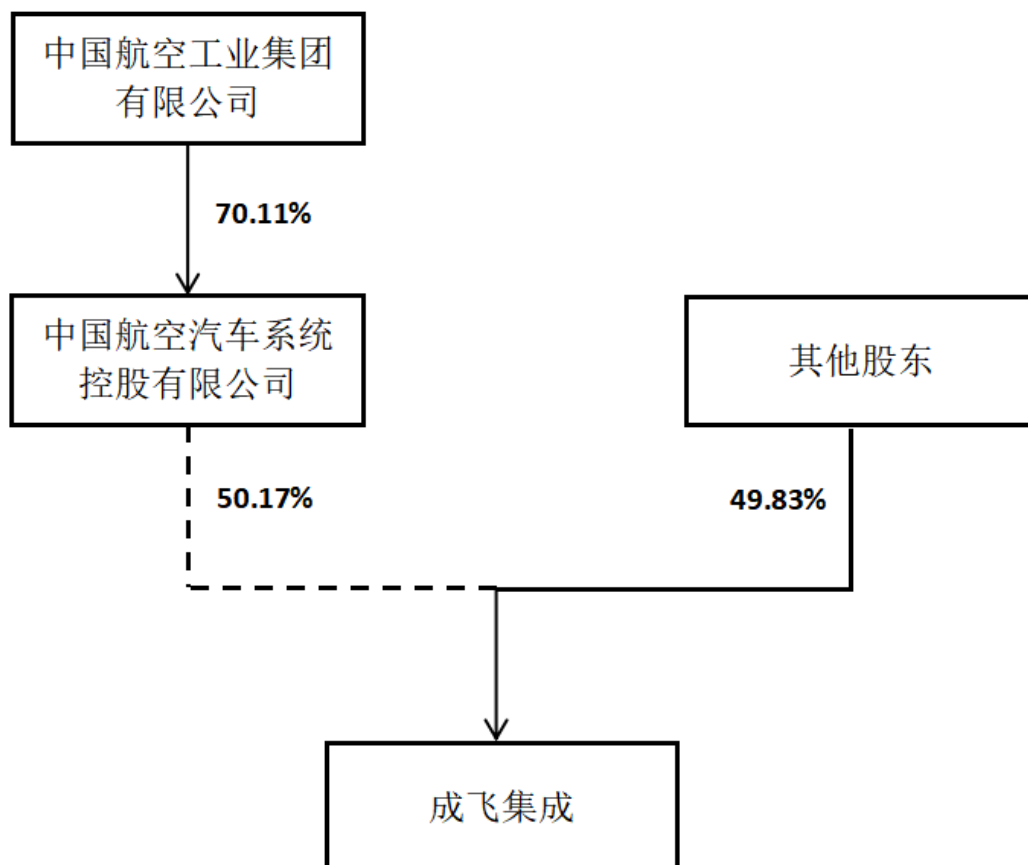 中国航空工业集团
有限公司
70.11%
中国航空汽车系统
控股有限公司
其他股东
50.17%
49.83%
成飞集成